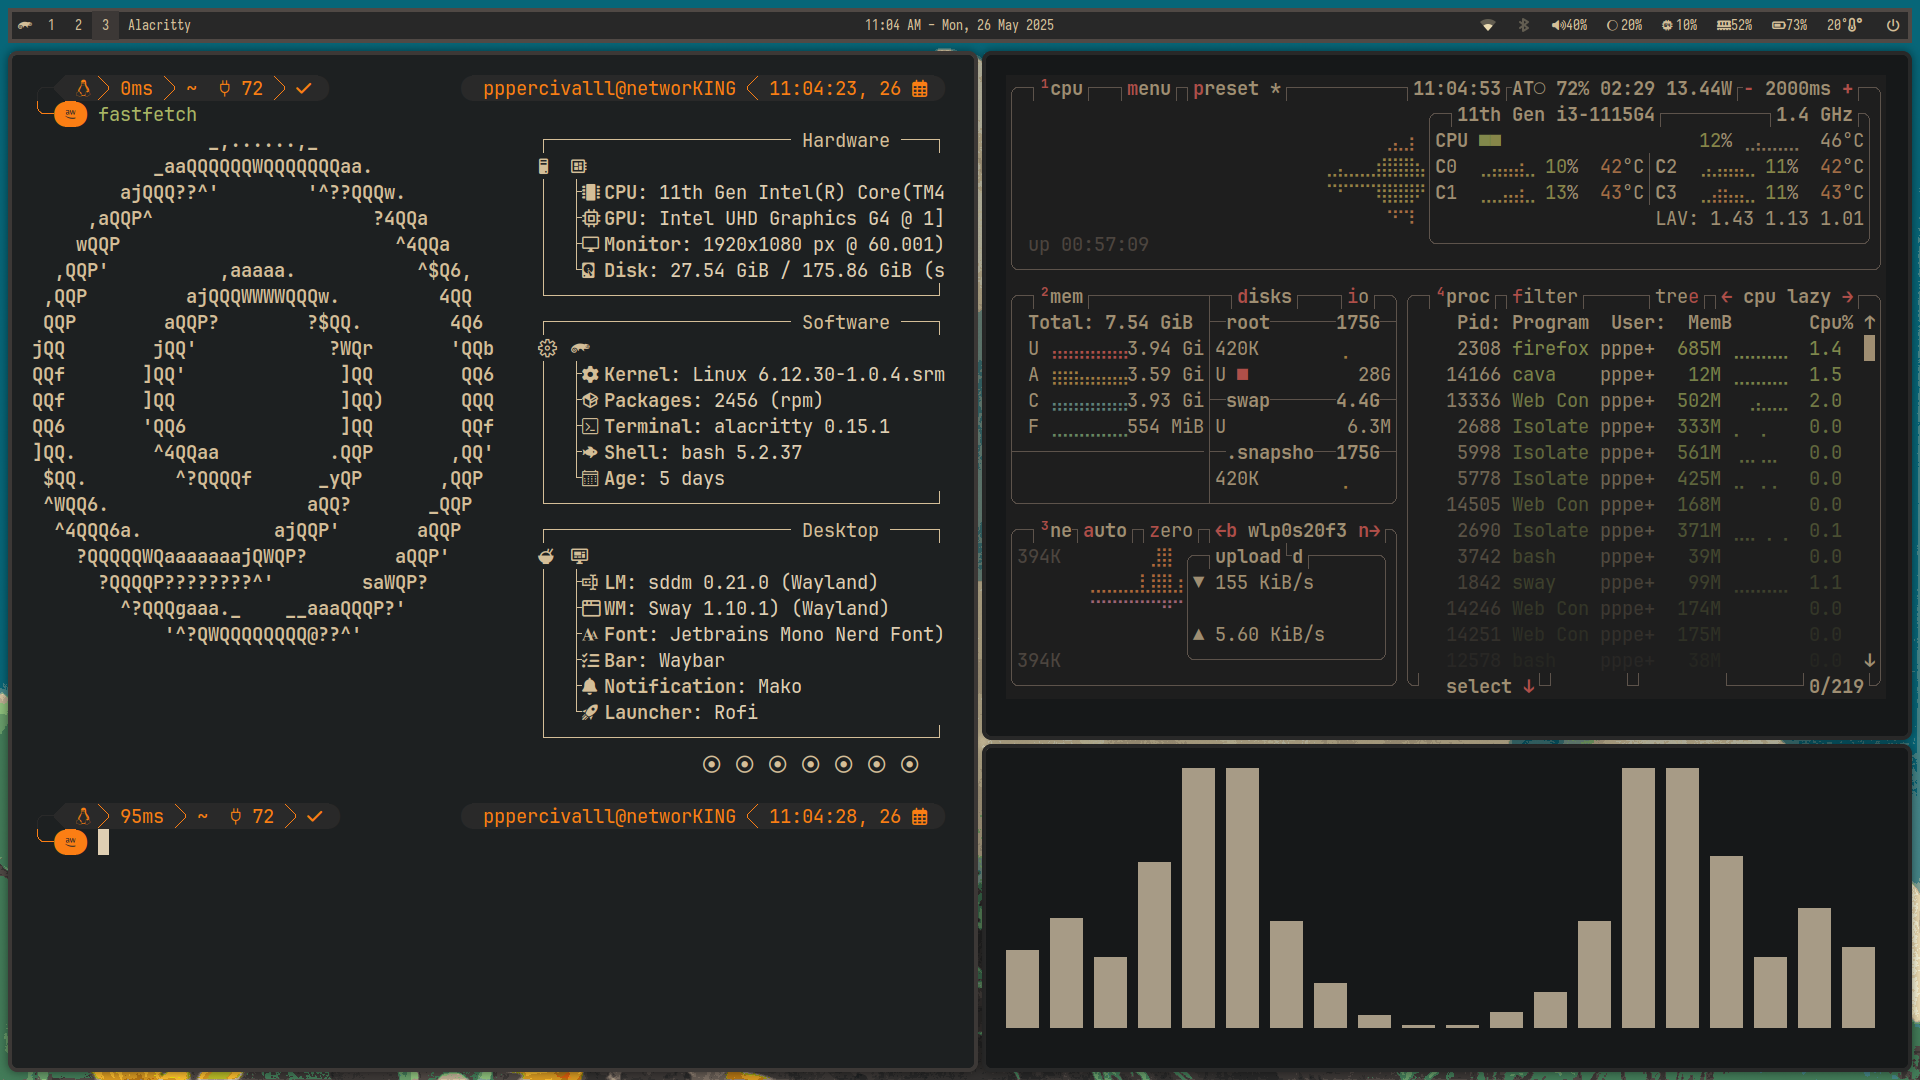 1 2 3 Alacritty
11:04 AM - Mon, 26 May 2025
40% 20% 10% 52% 73% 20°
0ms ~ 72
pppercivalll@networKING 11:04:23, 26
fastfetch
_,......,_
_aaQQQQQQWQQQQQQQaa.
ajQQQ??^' '^??QQQw.
,aQQP^ ?4QQa
wQQP ^4QQa
,QQP' ,aaaaa. ^$Q6,
,QQP ajQQQWWWWQQQw. 4QQ
QQP aQQP? ?$QQ. 4Q6
jQQ jQQ' ?WQr 'QQb
QQf ]QQ' ]QQ QQ6
QQf ]QQ ]QQ) QQQ
QQ6 'QQ6 ]QQ QQf
]QQ. ^4QQaa .QQP ,QQ'
$QQ. ^?QQQQf _yQP ,QQP
^WQQ6. aQQ? _QQP
^4QQQ6a. ajQQP' aQQP
?QQQQQWQaaaaaaajQWQP? aQQP'
?QQQQP????????^' saWQP?
^?QQQgaaa._ __aaaQQQP?'
'^?QWQQQQQQQQ@??^'
Hardware
CPU: 11th Gen Intel(R) Core(TM4
GPU: Intel UHD Graphics G4 @ 1]
Monitor: 1920x1080 px @ 60.001)
Disk: 27.54 GiB / 175.86 GiB (s
Software
Kernel: Linux 6.12.30-1.0.4.srm
Packages: 2456 (rpm)
Terminal: alacritty 0.15.1
Shell: bash 5.2.37
Age: 5 days
Desktop
LM: sddm 0.21.0 (Wayland)
WM: Sway 1.10.1) (Wayland)
Font: Jetbrains Mono Nerd Font)
Bar: Waybar
Notification: Mako
Launcher: Rofi
95ms ~ 72
pppercivalll@networKING 11:04:28, 26
aw
1cpu menu preset * 11:04:53 AT 72% 02:29 13.44W - 2000ms +
11th Gen i3-1115G4 1.4 GHz
CPU 12% 46°C
C0 10% 42°C C2 11% 42°C
C1 13% 43°C C3 11% 43°C
LAV: 1.43 1.13 1.01
up 00:57:09
2mem
Total: 7.54 GiB
U 3.94 Gi
A 3.59 Gi
C 3.93 Gi
F 554 MiB
disks io
root 175G
420K
U 28G
swap 4.4G
U 6.3M
.snapsho 175G
420K
3ne auto zero ←b wlp0s20f3 n→
394K
upload d
▼ 155 KiB/s
▲ 5.60 KiB/s
394K
4proc filter tree ← cpu lazy →
Pid: Program User: MemB Cpu% ↑
2308 firefox pppe+ 685M 1.4
14166 cava pppe+ 12M 1.5
13336 Web Con pppe+ 502M 2.0
2688 Isolate pppe+ 333M 0.0
5998 Isolate pppe+ 561M 0.0
5778 Isolate pppe+ 425M 0.0
14505 Web Con pppe+ 168M 0.0
2690 Isolate pppe+ 371M 0.1
3742 bash pppe+ 39M 0.0
1842 sway pppe+ 99M 1.1
14246 Web Con pppe+ 174M 0.0
14251 Web Con pppe+ 175M 0.0
12578 bash pppe+ 38M 0.0 ↓
select ↓ 0/219